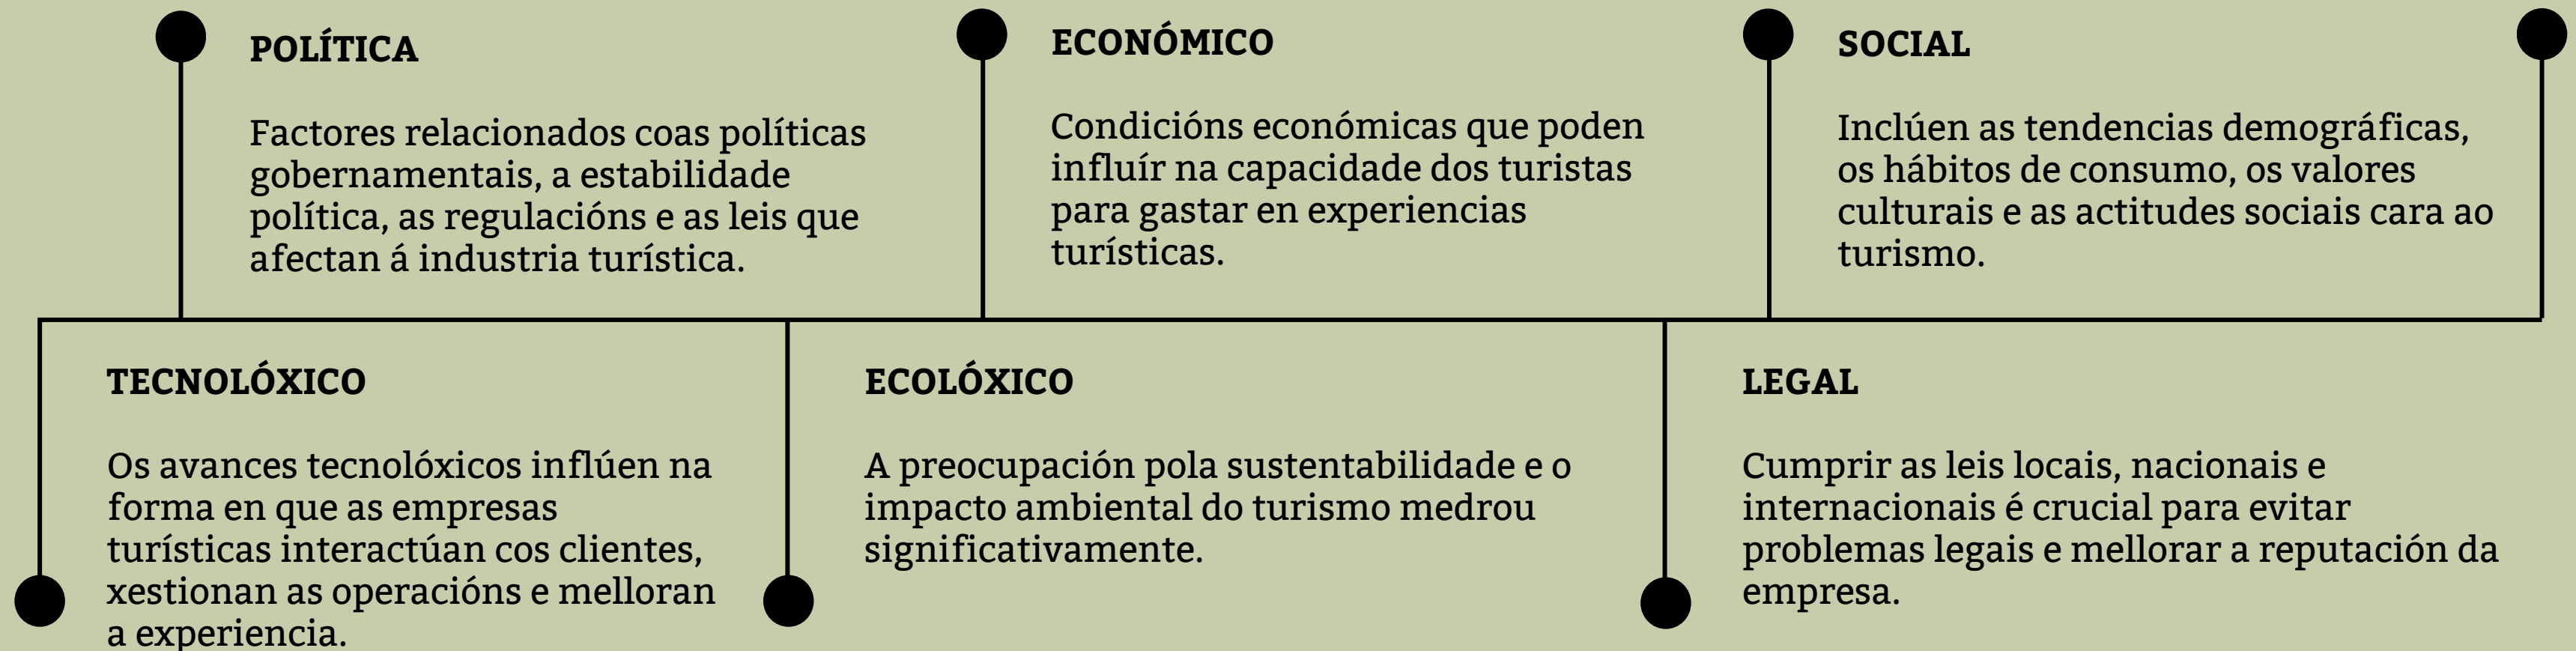 POLÍTICA
Factores relacionados coas políticas
gobernamentais, a estabilidade
política, as regulacións e as leis que
afectan á industria turística.
ECONÓMICO
Condicións económicas que poden
influír na capacidade dos turistas
para gastar en experiencias
turísticas.
SOCIAL
Inclúen as tendencias demográficas,
os hábitos de consumo, os valores
culturais e as actitudes sociais cara ao
turismo.
TECNOLÓXICO
Os avances tecnolóxicos inflúen na
forma en que as empresas
turísticas interactúan cos clientes,
xestionan as operacións e melloran
a experiencia.
ECOLÓXICO
A preocupación pola sustentabilidade e o
impacto ambiental do turismo medrou
significativamente.
LEGAL
Cumprir as leis locais, nacionais e
internacionais é crucial para evitar
problemas legais e mellorar a reputación da
empresa.